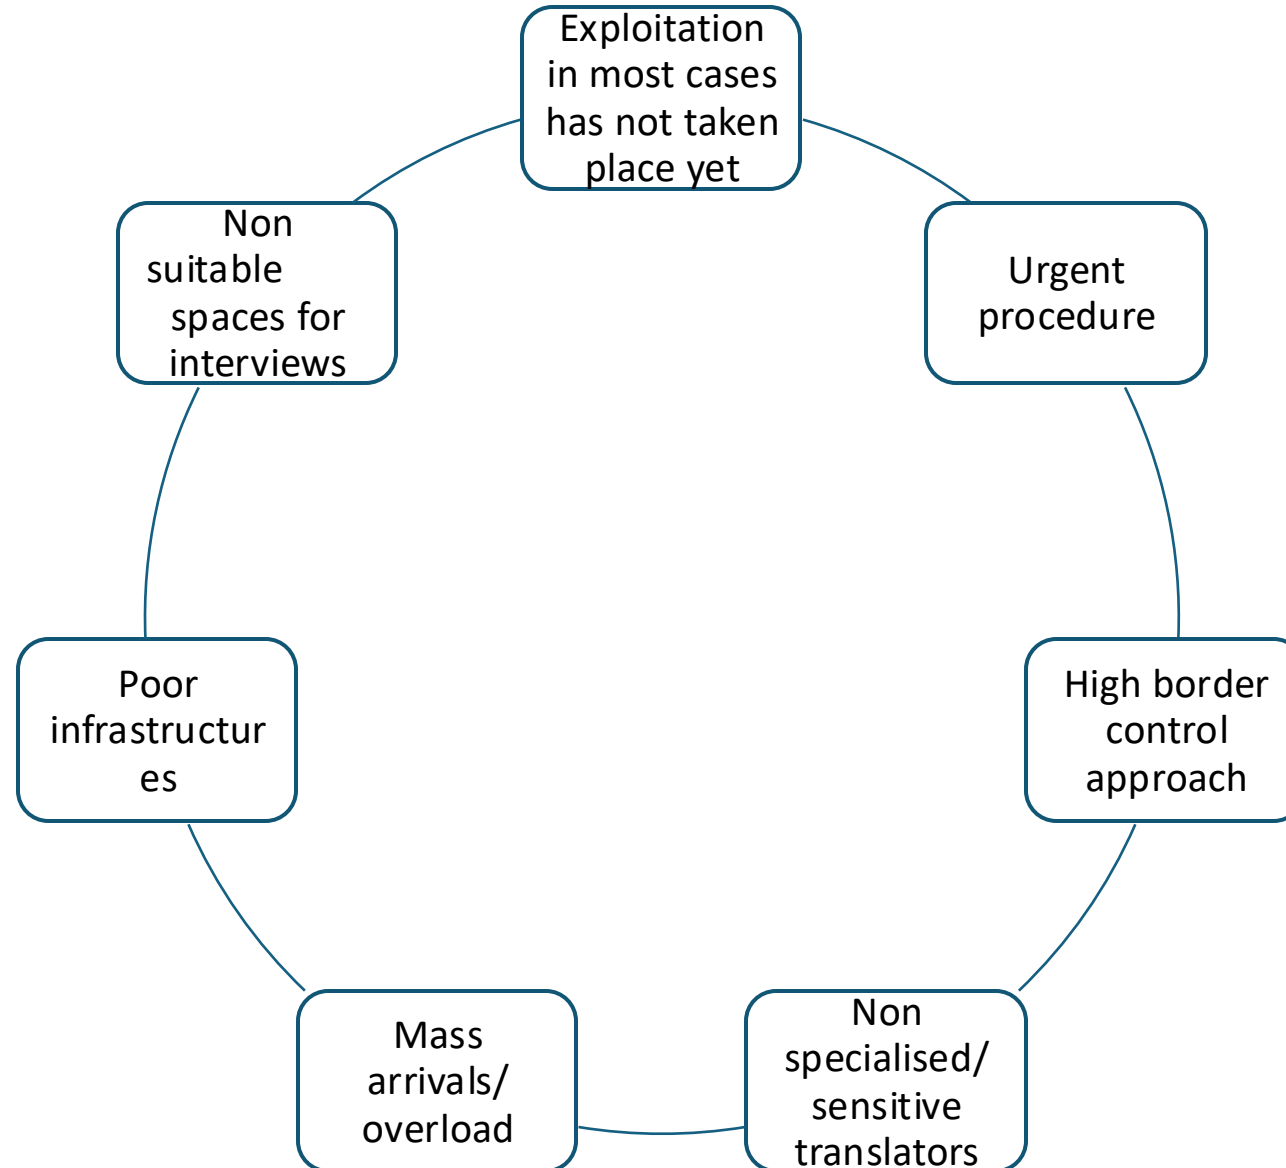 Exploitation
in most cases
has not taken
place yet
Urgent
procedure
High border
control
approach
Non
specialised/
sensitive
translators
Mass
arrivals/
overload
Poor
infrastructur
es
Non
suitable
spaces for
interviews